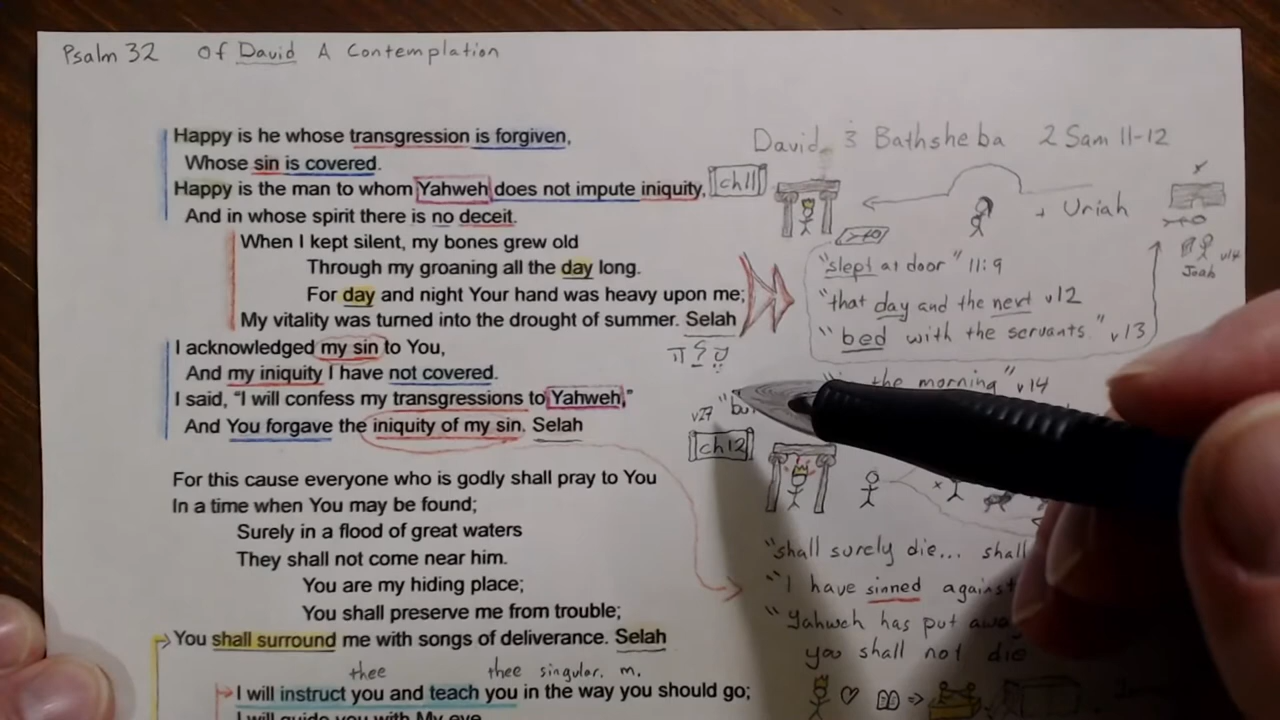 Psalm 32 Of David A Contemplation
Happy is he whose transgression is forgiven,
Whose sin is covered.
Happy is the man to whom Yahweh does not impute iniquity,
And in whose spirit there is no deceit.
When I kept silent, my bones grew old
Through my groaning all the day long.
For day and night Your hand was heavy upon me;
My vitality was turned into the drought of summer. Selah
I acknowledged my sin to You,
And my iniquity I have not covered.
I said, “I will confess my transgressions to Yahweh,”
And You forgave the iniquity of my sin. Selah
For this cause everyone who is godly shall pray to You
In a time when You may be found;
Surely in a flood of great waters
They shall not come near him.
You are my hiding place;
You shall preserve me from trouble;
You shall surround me with songs of deliverance. Selah
thee thee singular. m.
I will instruct you and teach you in the way you should go;
I will guide you with My eye
David & Bathsheba 2 Sam 11-12
ch11
+ Uriah
Joab v14
"slept at door" 11:9
"that day and the next v12
"bed with the servants." v13
the morning" v14
v27
ch12
"shall surely die... shall
"I have sinned against
"Yahweh has put
you shall not die